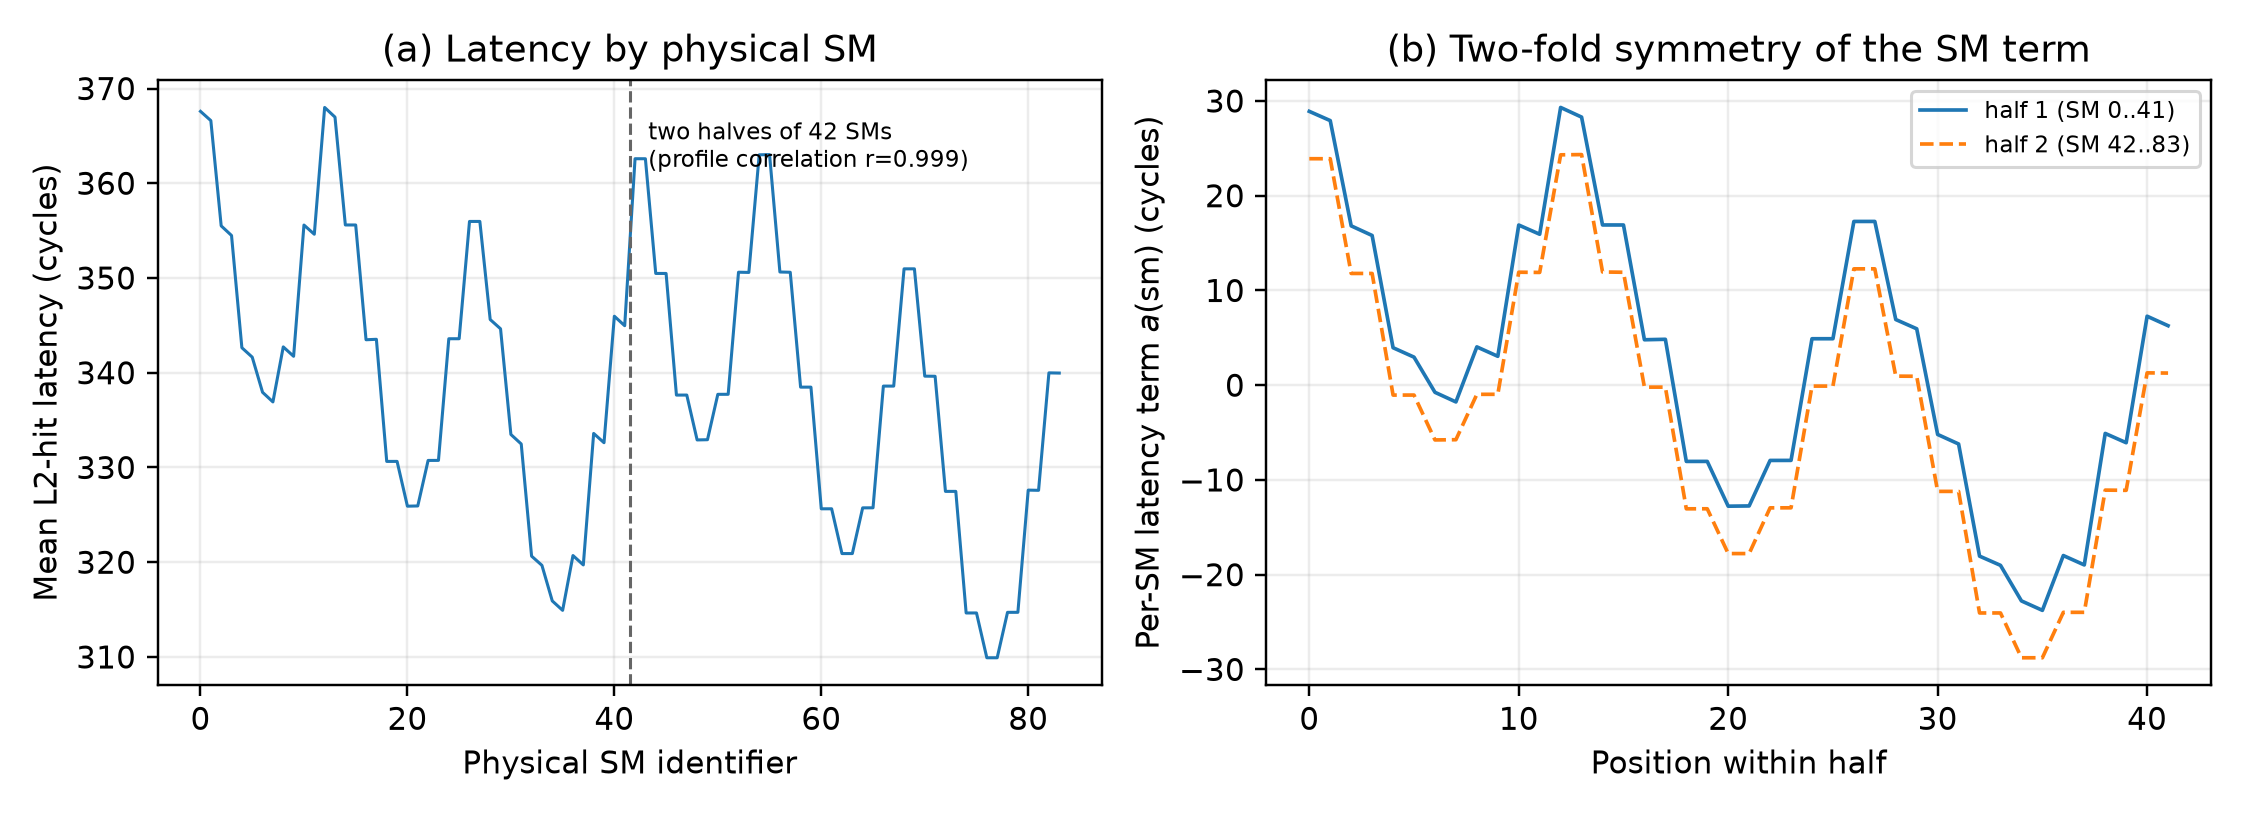 (a) Latency by physical SM
370
360
350
340
330
320
310
Mean L2-hit latency (cycles)
two halves of 42 SMs
(profile correlation r=0.999)
0 20 40 60 80
Physical SM identifier
(b) Two-fold symmetry of the SM term
30
20
10
0
−10
−20
−30
Per-SM latency term a(sm) (cycles)
half 1 (SM 0..41)
half 2 (SM 42..83)
0 10 20 30 40
Position within half